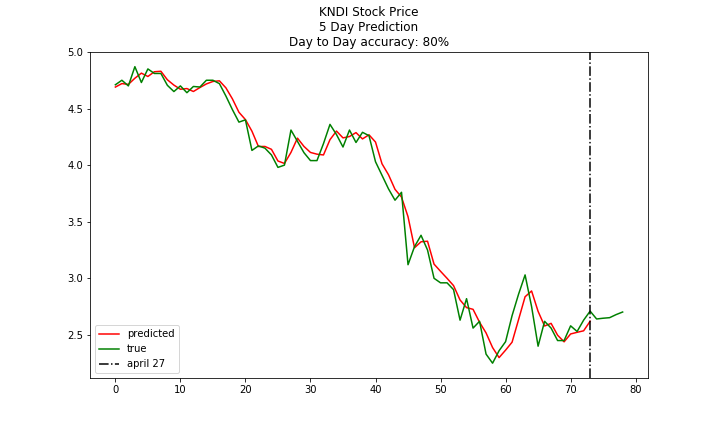 KNDI Stock Price
5 Day Prediction
Day to Day accuracy: 80%
5.0
4.5
4.0
3.5
3.0
2.5
predicted
true
april 27
0 10 20 30 40 50 60 70 80